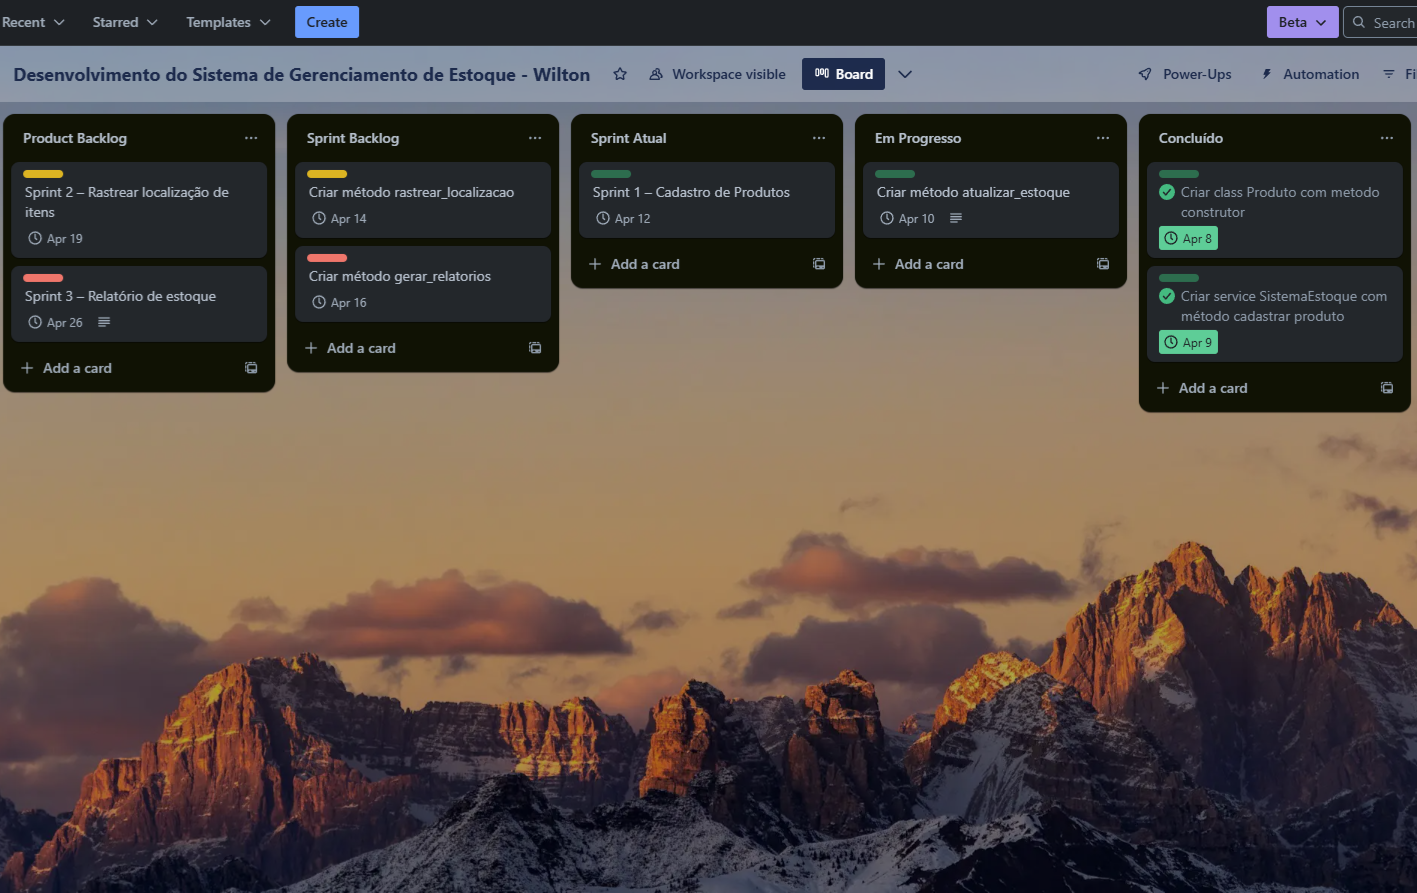 Recent
Starred
Templates
Create
Beta
Search
Desenvolvimento do Sistema de Gerenciamento de Estoque - Wilton
Workspace visible
Board
Power-Ups
Automation
Fi
Product Backlog
Sprint 2 – Rastrear localização de
itens
Apr 19
Sprint 3 – Relatório de estoque
Apr 26
Add a card
Sprint Backlog
Criar método rastrear_localizacao
Apr 14
Criar método gerar_relatorios
Apr 16
Add a card
Sprint Atual
Sprint 1 – Cadastro de Produtos
Apr 12
Add a card
Em Progresso
Criar método atualizar_estoque
Apr 10
Add a card
Concluído
Criar class Produto com metodo
construtor
Apr 8
Criar service SistemaEstoque com
método cadastrar produto
Apr 9
Add a card